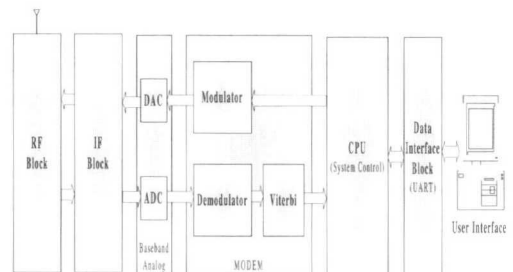 RF
Block
IF
Block
DAC
ADC
Baseband
Analog
Modulator
Demodulator
Viterbi
MODEM
CPU
(System Control)
Data
Interface
Block
(UART)
User Interface